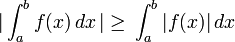 |∫_a^b f(x) dx| ≥ ∫_a^b |f(x)| dx